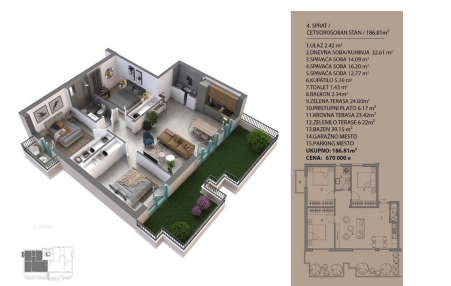 4. SPRAT /
ČETVOROSOBAN STAN / 186.81m²
1.ULAZ 2.42 m²
2.DNEVNA SOBA/KUHINJA 32.61 m²
3.SPAVAĆA SOBA 14.09 m²
4.SPAVAĆA SOBA 16.20 m²
5.SPAVAĆA SOBA 12.77 m²
6.KUPATILO 5.39 m²
7.TOALET 1.43 m²
8.BALKON 2.34m²
9.ZELENA TERASA 24.60m²
10.PRISTUPNI PLATO 6.17 m²
11.KROVNA TERASA 23.42m²
12.ZELENILO TERASE 6.22m²
13.BAZEN 39.15 m²
14.GARAŽNO MESTO
15.PARKING MESTO
UKUPNO: 186.81m²
CENA: 670 000 e